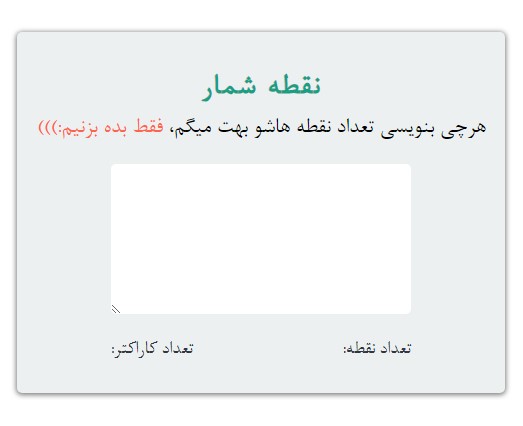 نقطه شمار
هرچی بنویسی تعداد نقطه هاشو بهت میگم، فقط بده بزنیم:)))
تعداد نقطه:
تعداد کاراکتر: